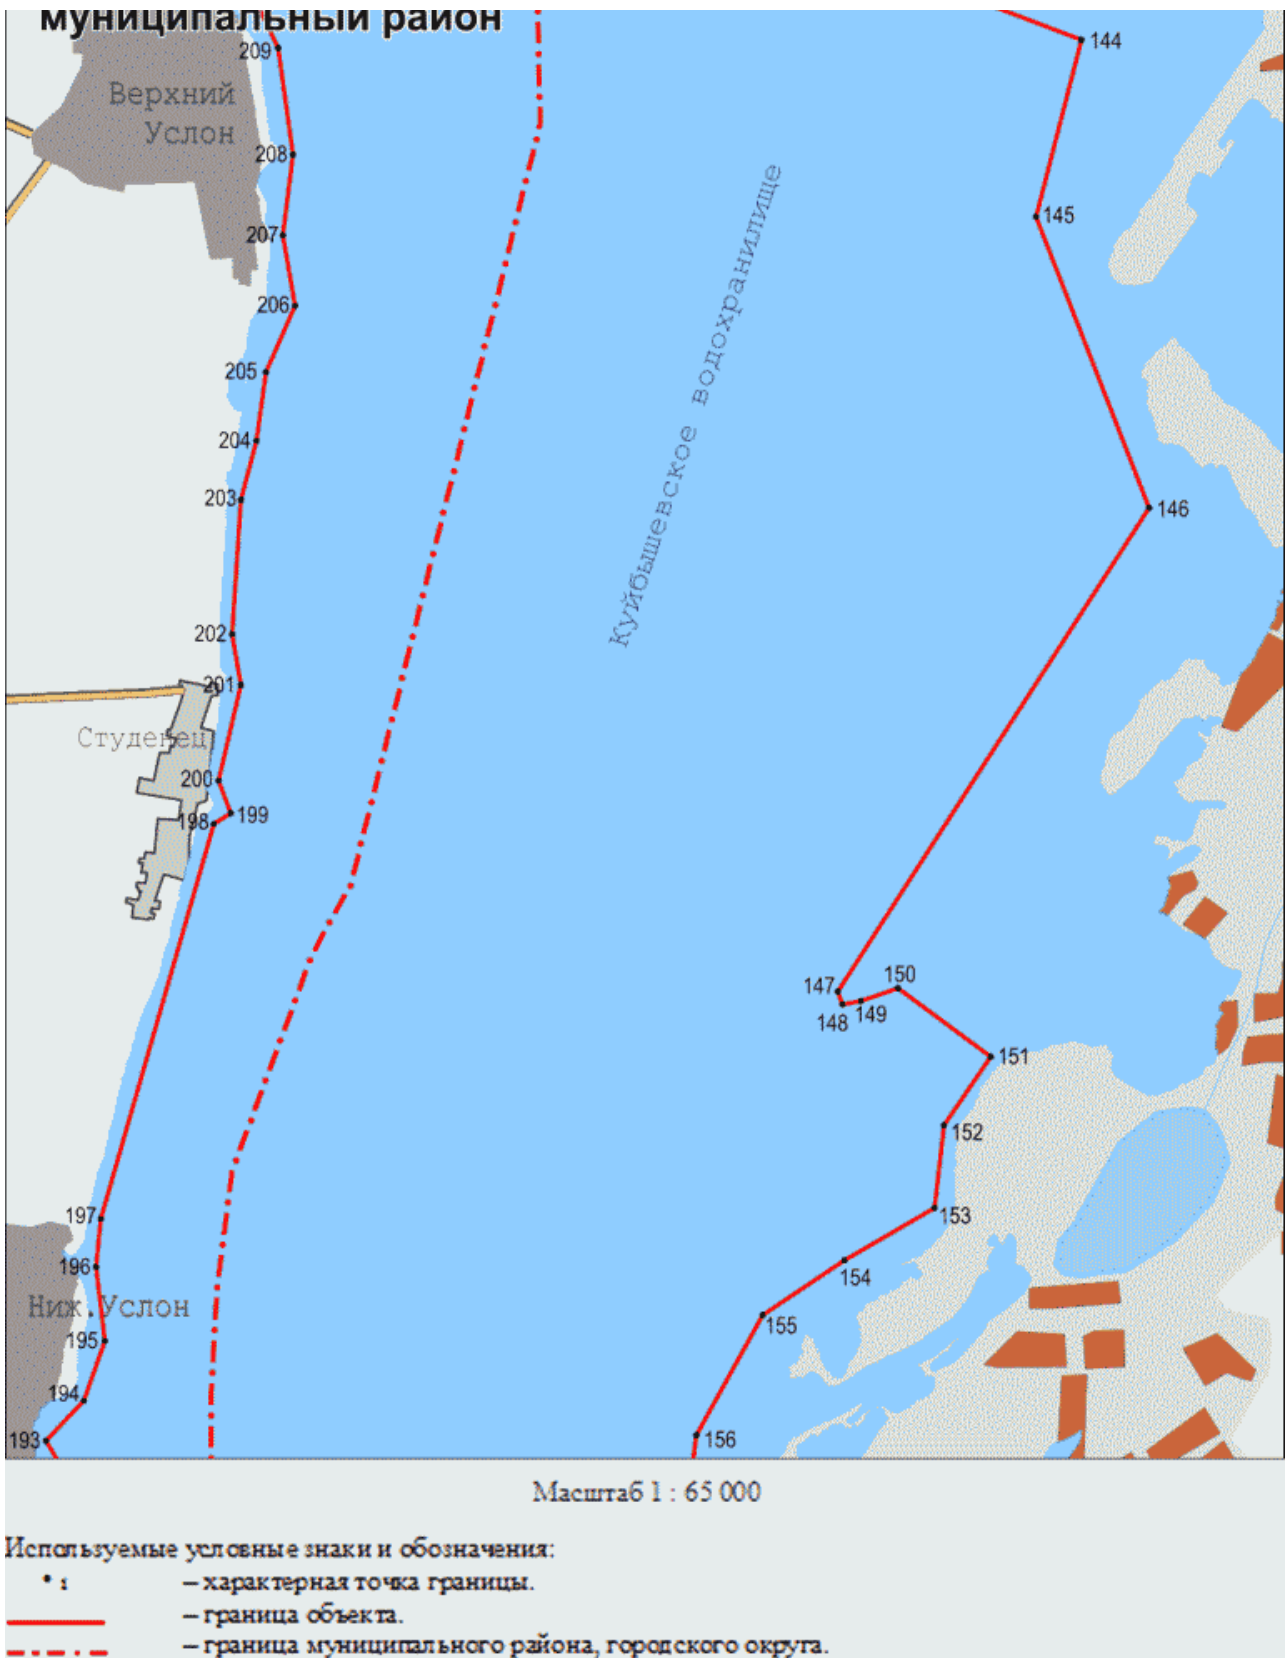 муниципальный район
209
144
Верхний
Услон
208
145
207
206
Куйбышевское водохранилище
205
204
203
146
202
201
Студенец
200
199
198
147
150
148
149
151
152
197
153
196
154
Ниж.Услон
155
195
194
193
156
Масштаб 1 : 65 000
Используемые условные знаки и обозначения:
• 1 – характерная точка границы.
– граница объекта.
– граница муниципального района, городского округа.